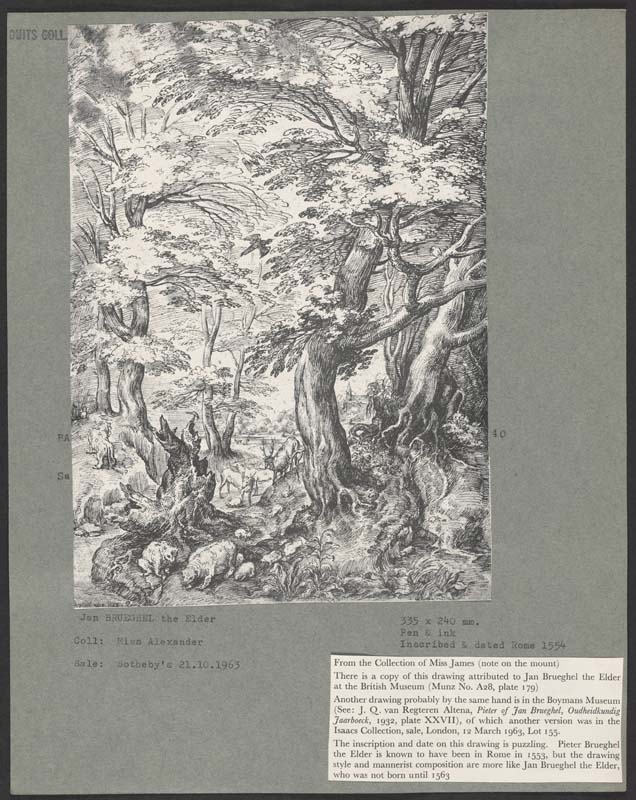 DUITS COLL.
PA
40
Sa
Jan BRUEGHEL the Elder
335 x 240 mm.
Pen & ink
Coll: Miss Alexander
Inscribed & dated Rome 1554
Sale: Sotheby's 21.10.1963
From the Collection of Miss James (note on the mount)
There is a copy of this drawing attributed to Jan Brueghel the Elder
at the British Museum (Munz No. A28, plate 179)
Another drawing probably by the same hand is in the Boymans Museum
(See: J. Q. van Regteren Altena, Pieter of Jan Brueghel, Oudheidkundig
Jaarboeck, 1932, plate XXVII), of which another version was in the
Isaacs Collection, sale, London, 12 March 1963, Lot 155.
The inscription and date on this drawing is puzzling. Pieter Brueghel
the Elder is known to have been in Rome in 1553, but the drawing
style and mannerist composition are more like Jan Brueghel the Elder,
who was not born until 1563